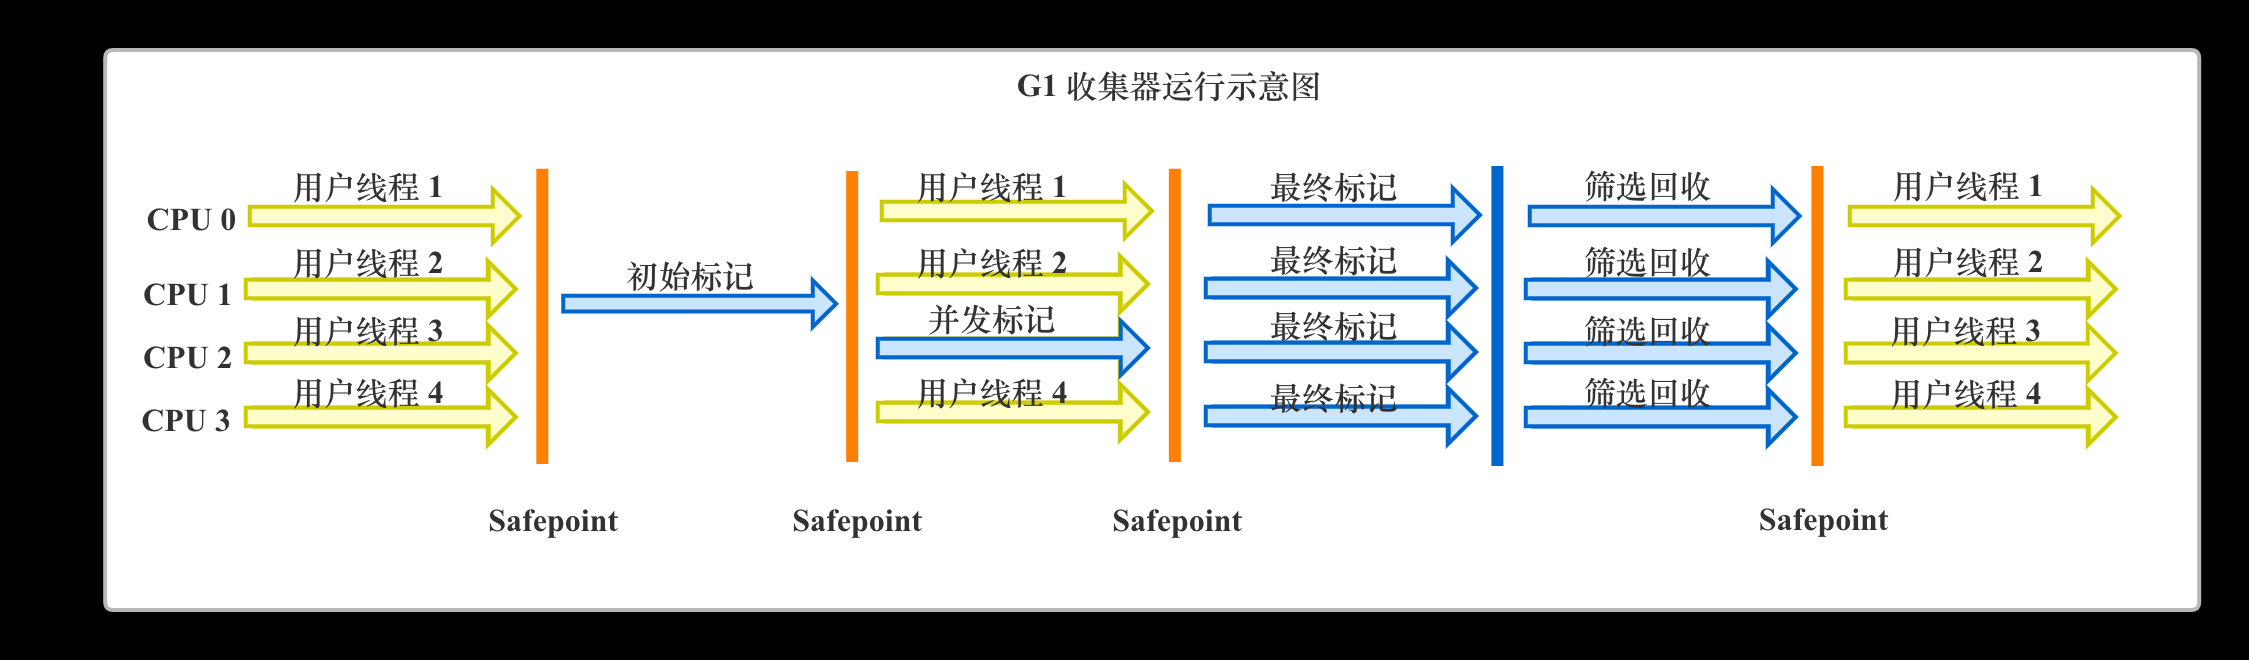 G1 收集器运行示意图
用户线程 1 用户线程 1 最终标记 筛选回收 用户线程 1
CPU 0
用户线程 2 初始标记 用户线程 2 最终标记 筛选回收 用户线程 2
CPU 1
用户线程 3 并发标记 最终标记 筛选回收 用户线程 3
CPU 2
用户线程 4 用户线程 4 最终标记 筛选回收 用户线程 4
CPU 3
Safepoint Safepoint Safepoint Safepoint